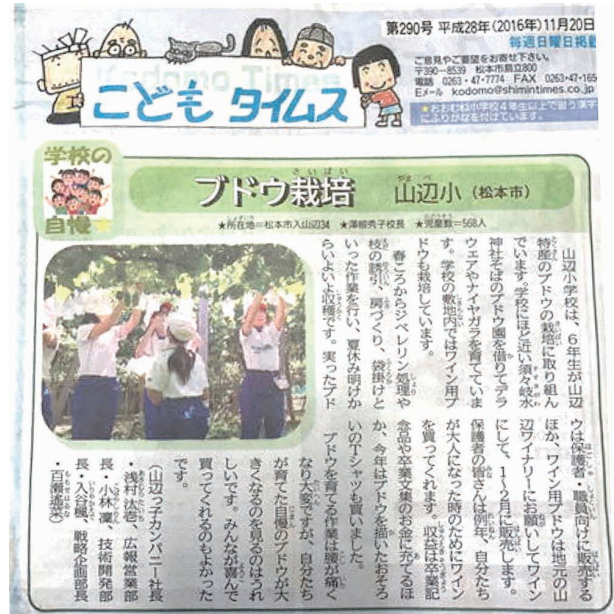 第290号 平成28年(2016年)11月20日
毎週日曜日掲載
ご意見やご要望をお寄せ下さい。
〒390-8539 松本市島立800
電話 0263・47-7774 FAX 0263・47-165
Eメール kodomo@shimintimes.co.jp
★おおむね小学校4年生以上で習う漢字
にふりがなを付けています。
こどもタイムス
学校の
自慢★
ブドウ栽培 山辺小(松本市)
★所在地=松本市入山辺34 ★澤柳秀子校長 ★児童数=568人
山辺小学校は、6年生が山辺
特産のブドウの栽培に取り組ん
でいます。学校にほど近い須々岐水
神社そばのブドウ園を借りてデラ
ウェアやナイヤガラを育てていま
す。学校の敷地内ではワイン用ブ
ドウも栽培しています。
春ごろからジベレリン処理や
枝の誘引、房づくり、袋掛けと
いった作業を行い、夏休み明けか
らいよいよ収穫です。実ったブド
ウは保護者・職員向けに販売する
ほか、ワイン用ブドウは地元の山
辺ワイナリーにお願いしてワイン
にして、1~2月に販売します。
保護者の皆さんは例年、自分たち
が大人になった時のためにワイン
を買ってくれます。収益は卒業記
念品や卒業文集のお金に充てるほ
か、今年はブドウを描いたおそろ
いのTシャツも買いました。
ブドウを育てる作業は腰が痛く
なり大変ですが、自分たち
が育てた自慢のブドウが大
きくなるのを見るのはうれ
しいです。みんなが喜んで
買ってくれるのもよかった
です。
(山辺っ子カンパニー社長
・浅村汰壱、広報営業部
長・小林凜、技術開発部
長・入谷楓、戦略企画部長
・百瀬遥菜)